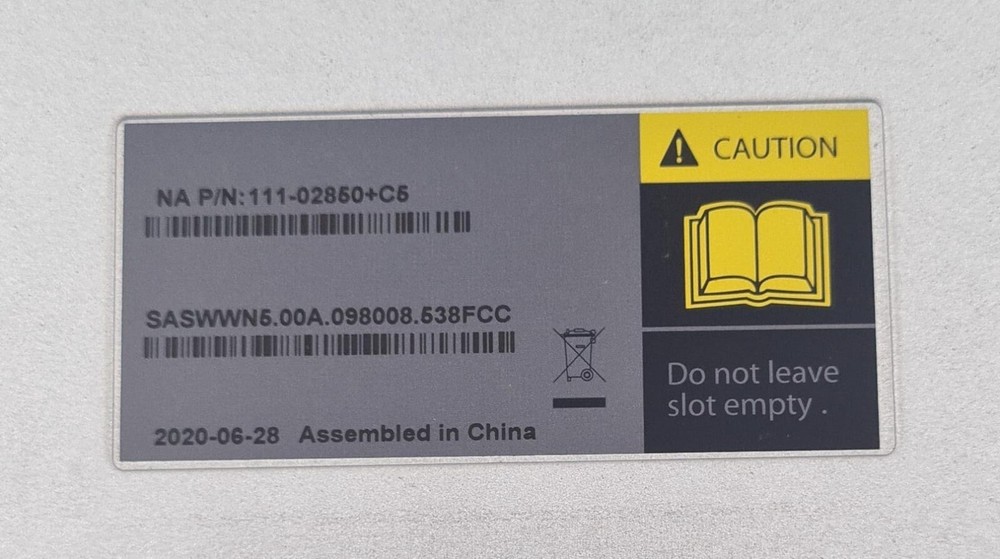 NA P/N:111-02850+C5
SASWWN5.00A.098008.538FCC
2020-06-28 Assembled in China
CAUTION
Do not leave
slot empty .